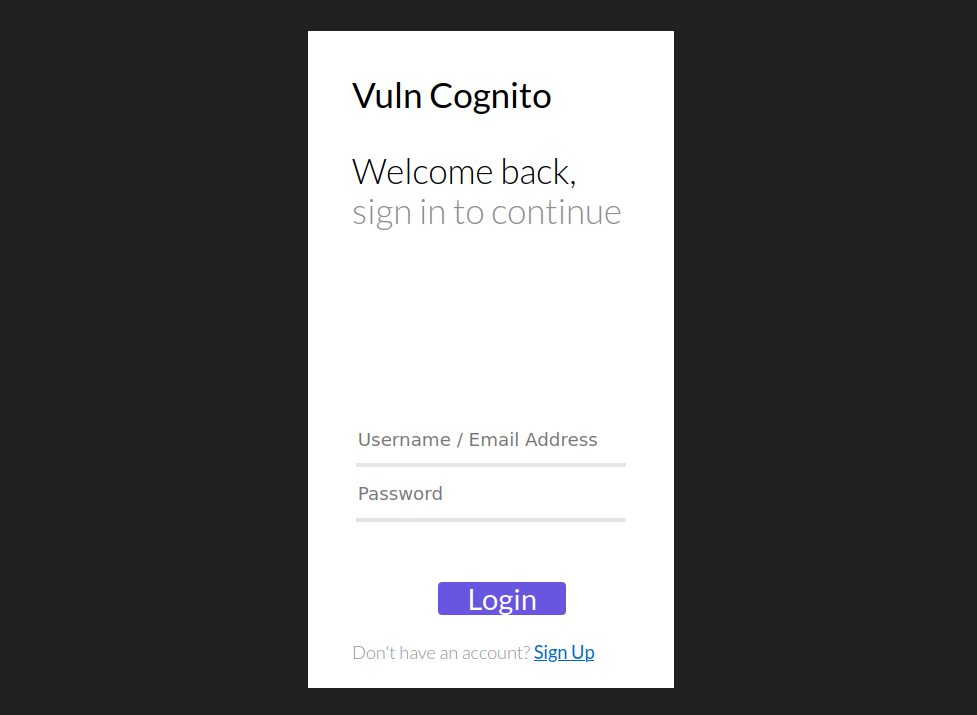 Vuln Cognito
Welcome back,
sign in to continue
Username / Email Address
Password
Login
Don't have an account? Sign Up